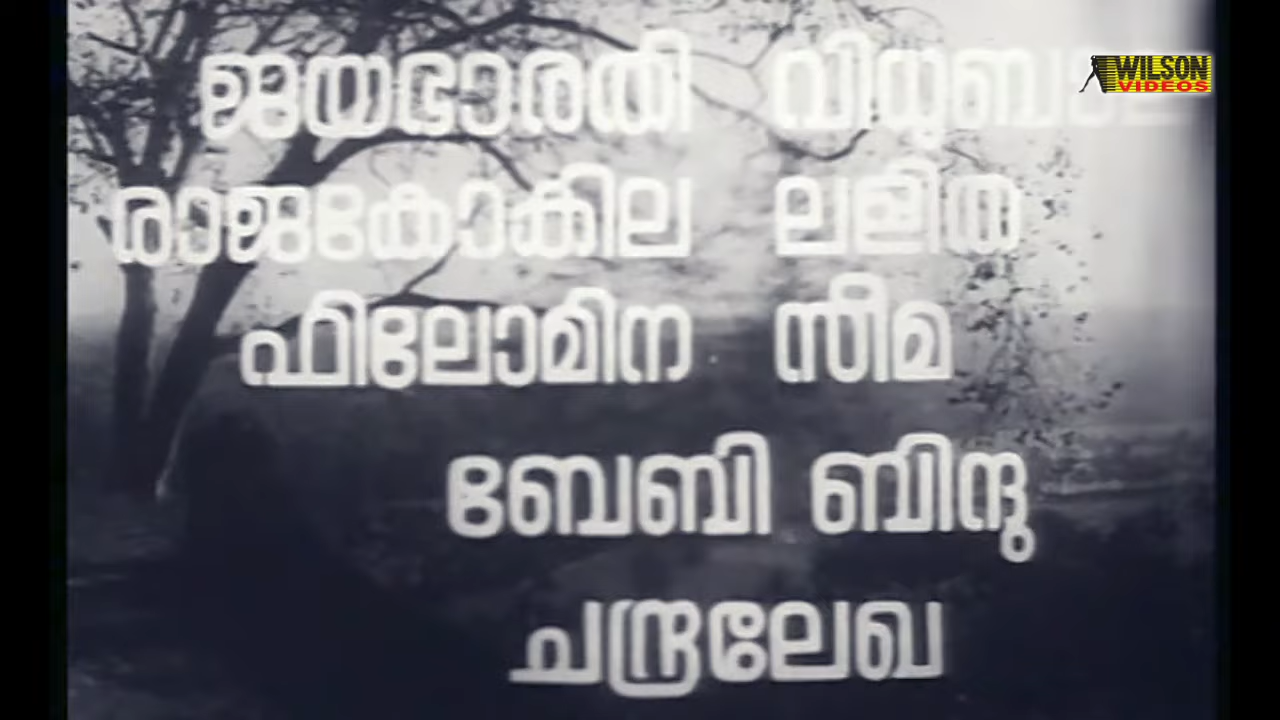 ജയഭാരതി വിധുബാല
WILSON VIDEOS
രാജകോകില ലളിത
ഫിലോമിന സീമ
ബേബി ബിന്ദു
ചന്ദ്രലേഖ